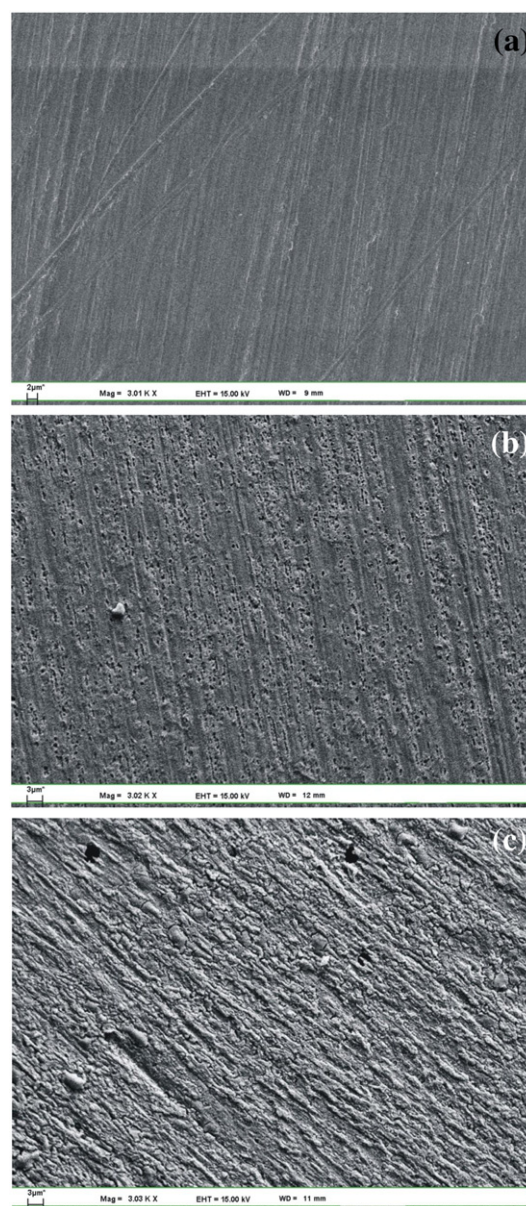 (a)
2µm*
Mag = 3.01 K X EHT = 15.00 kV WD = 9 mm
(b)
3µm*
Mag = 3.02 K X EHT = 15.00 kV WD = 12 mm
(c)
3µm*
Mag = 3.03 K X EHT = 15.00 kV WD = 11 mm